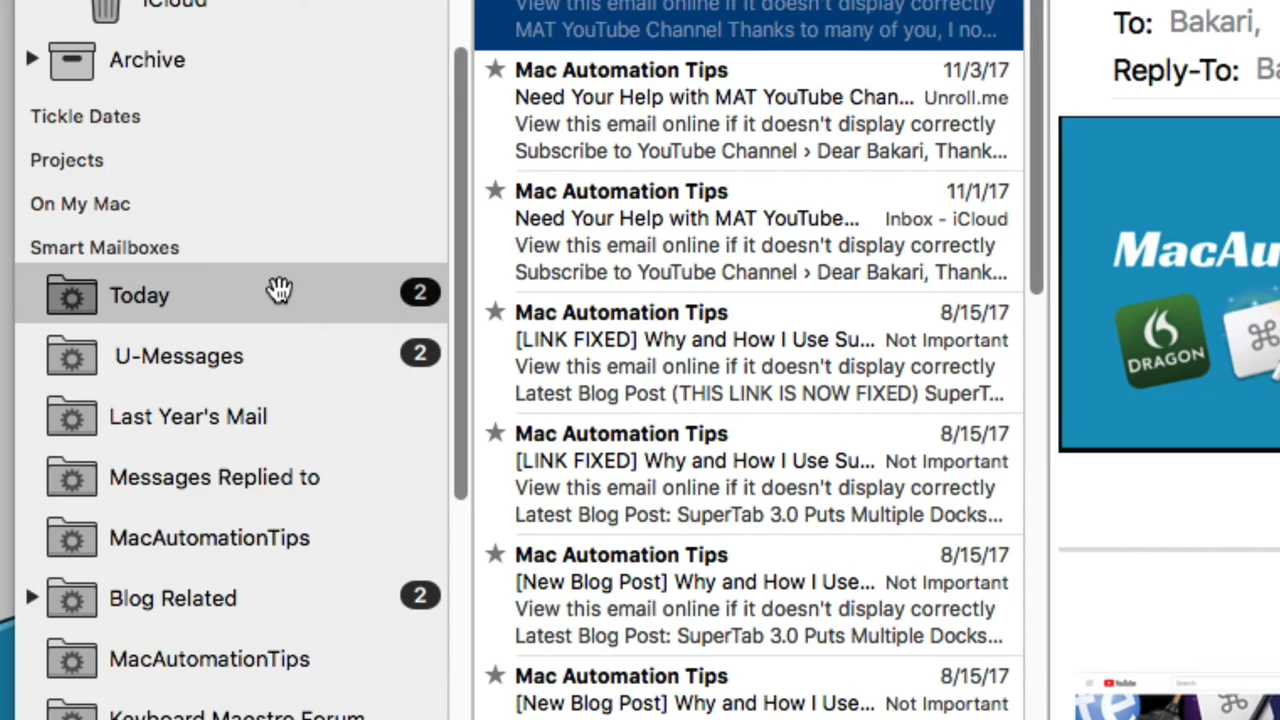 iCloud
Archive
Tickle Dates
Projects
On My Mac
Smart Mailboxes
Today 2
U-Messages 2
Last Year's Mail
Messages Replied to
MacAutomationTips
Blog Related 2
MacAutomationTips
Keyboard Maestro Forum
View this email online if it doesn't display correctly
MAT YouTube Channel Thanks to many of you, I no...
Mac Automation Tips 11/3/17
Need Your Help with MAT YouTube Chan... Unroll.me
View this email online if it doesn't display correctly
Subscribe to YouTube Channel › Dear Bakari, Thank...
Mac Automation Tips 11/1/17
Need Your Help with MAT YouTube... Inbox - iCloud
View this email online if it doesn't display correctly
Subscribe to YouTube Channel › Dear Bakari, Thank...
Mac Automation Tips 8/15/17
[LINK FIXED] Why and How I Use Su... Not Important
View this email online if it doesn't display correctly
Latest Blog Post (THIS LINK IS NOW FIXED) SuperT...
Mac Automation Tips 8/15/17
[LINK FIXED] Why and How I Use Su... Not Important
View this email online if it doesn't display correctly
Latest Blog Post: SuperTab 3.0 Puts Multiple Docks...
Mac Automation Tips 8/15/17
[New Blog Post] Why and How I Use... Not Important
View this email online if it doesn't display correctly
Latest Blog Post: SuperTab 3.0 Puts Multiple Docks...
Mac Automation Tips 8/15/17
[New Blog Post] Why and How I Use... Not Important
To: Bakari,
Reply-To: Ba
MacAu
DRAGON
YouTube
Search